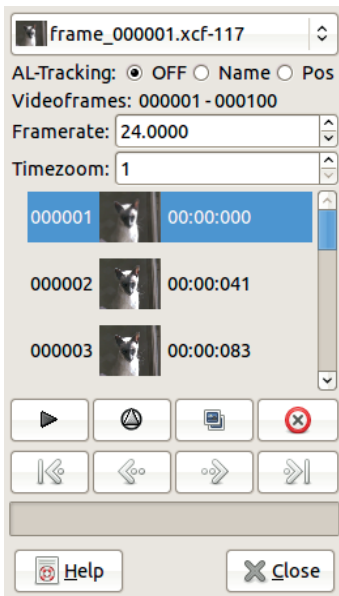 frame_000001.xcf-117
AL-Tracking: OFF Name Pos
Videoframes: 000001 - 000100
Framerate: 24.0000
Timezoom: 1
000001 00:00:000
000002 00:00:041
000003 00:00:083
Help Close